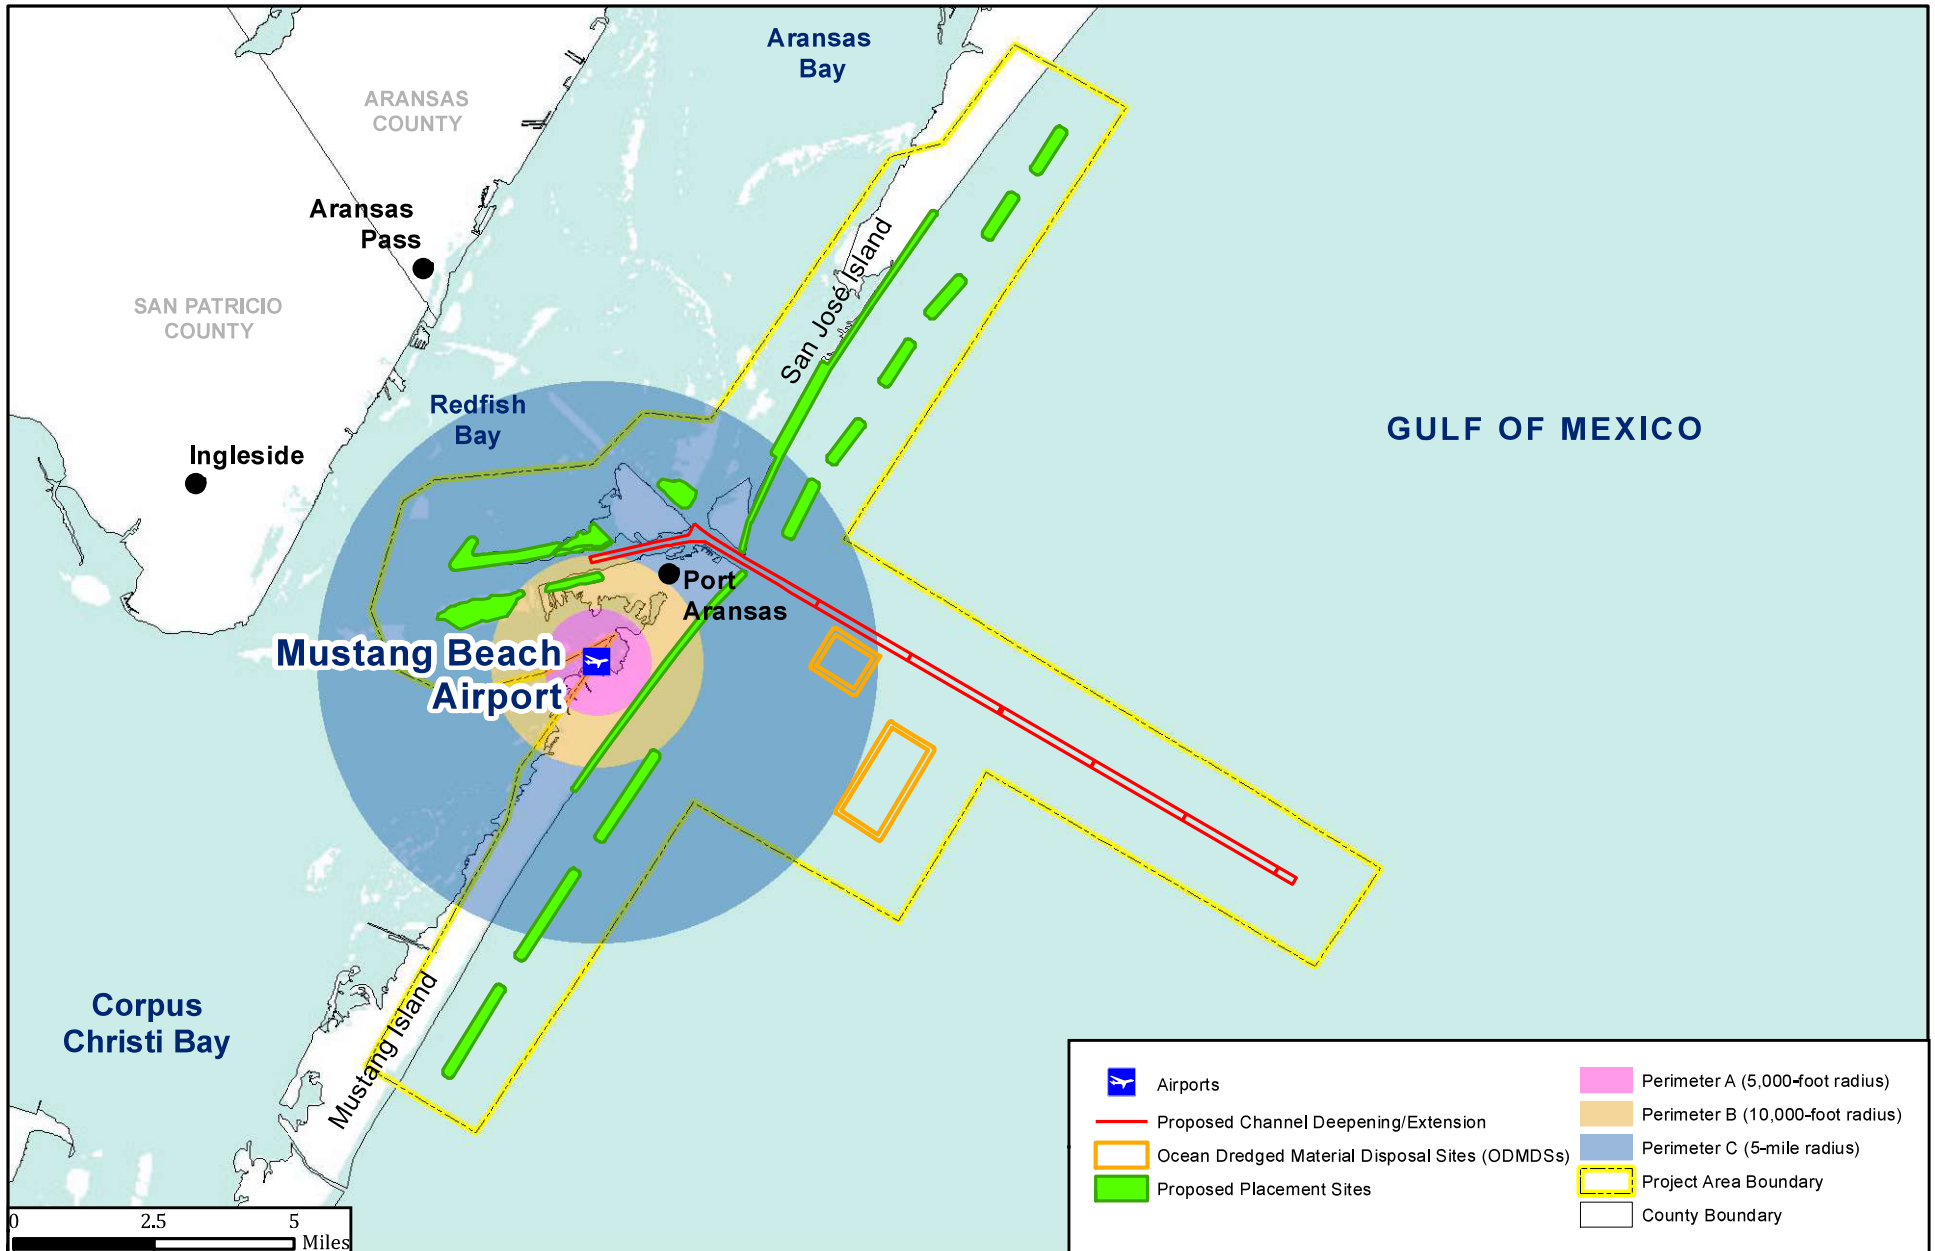 Aransas
Bay
ARANSAS
COUNTY
Aransas
Pass
SAN PATRICIO
COUNTY
San José Island
Redfish
Bay
GULF OF MEXICO
Ingleside
Port
Aransas
Mustang Beach
Airport
Corpus
Christi Bay
Mustang Island
Airports
Proposed Channel Deepening/Extension
Ocean Dredged Material Disposal Sites (ODMDSs)
Proposed Placement Sites
Perimeter A (5,000-foot radius)
Perimeter B (10,000-foot radius)
Perimeter C (5-mile radius)
Project Area Boundary
County Boundary
0 2.5 5
Miles